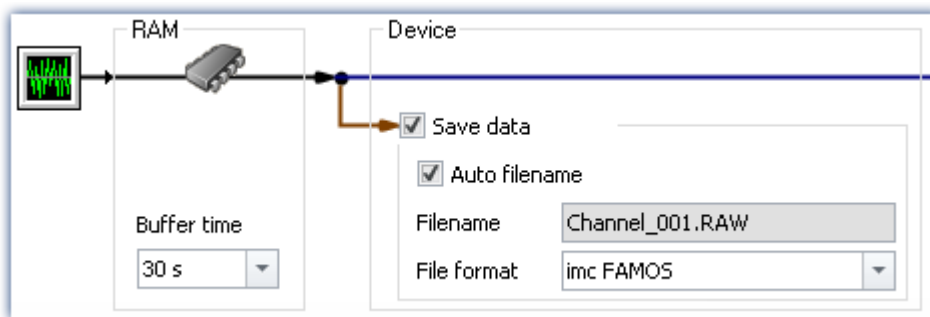 RAM
Device
Save data
Auto filename
Buffer time
Filename
Channel_001.RAW
30 s
File format
imc FAMOS